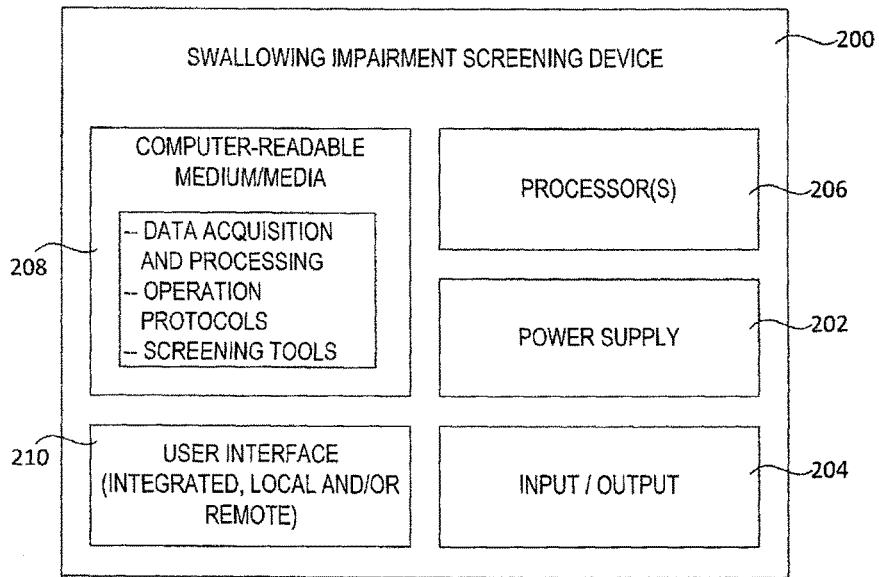 200
SWALLOWING IMPAIRMENT SCREENING DEVICE
COMPUTER-READABLE
MEDIUM/MEDIA
-- DATA ACQUISITION
AND PROCESSING
-- OPERATION
PROTOCOLS
-- SCREENING TOOLS
208
PROCESSOR(S)
206
POWER SUPPLY
202
210
USER INTERFACE
(INTEGRATED, LOCAL AND/OR
REMOTE)
INPUT / OUTPUT
204